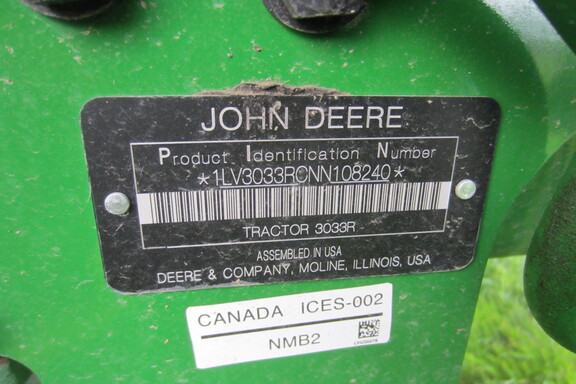 JOHN DEERE
Product Identification Number
*1LV3033RCNN108240*
TRACTOR 3033R
ASSEMBLED IN USA
DEERE & COMPANY, MOLINE, ILLINOIS, USA
CANADA ICES-002
NMB2